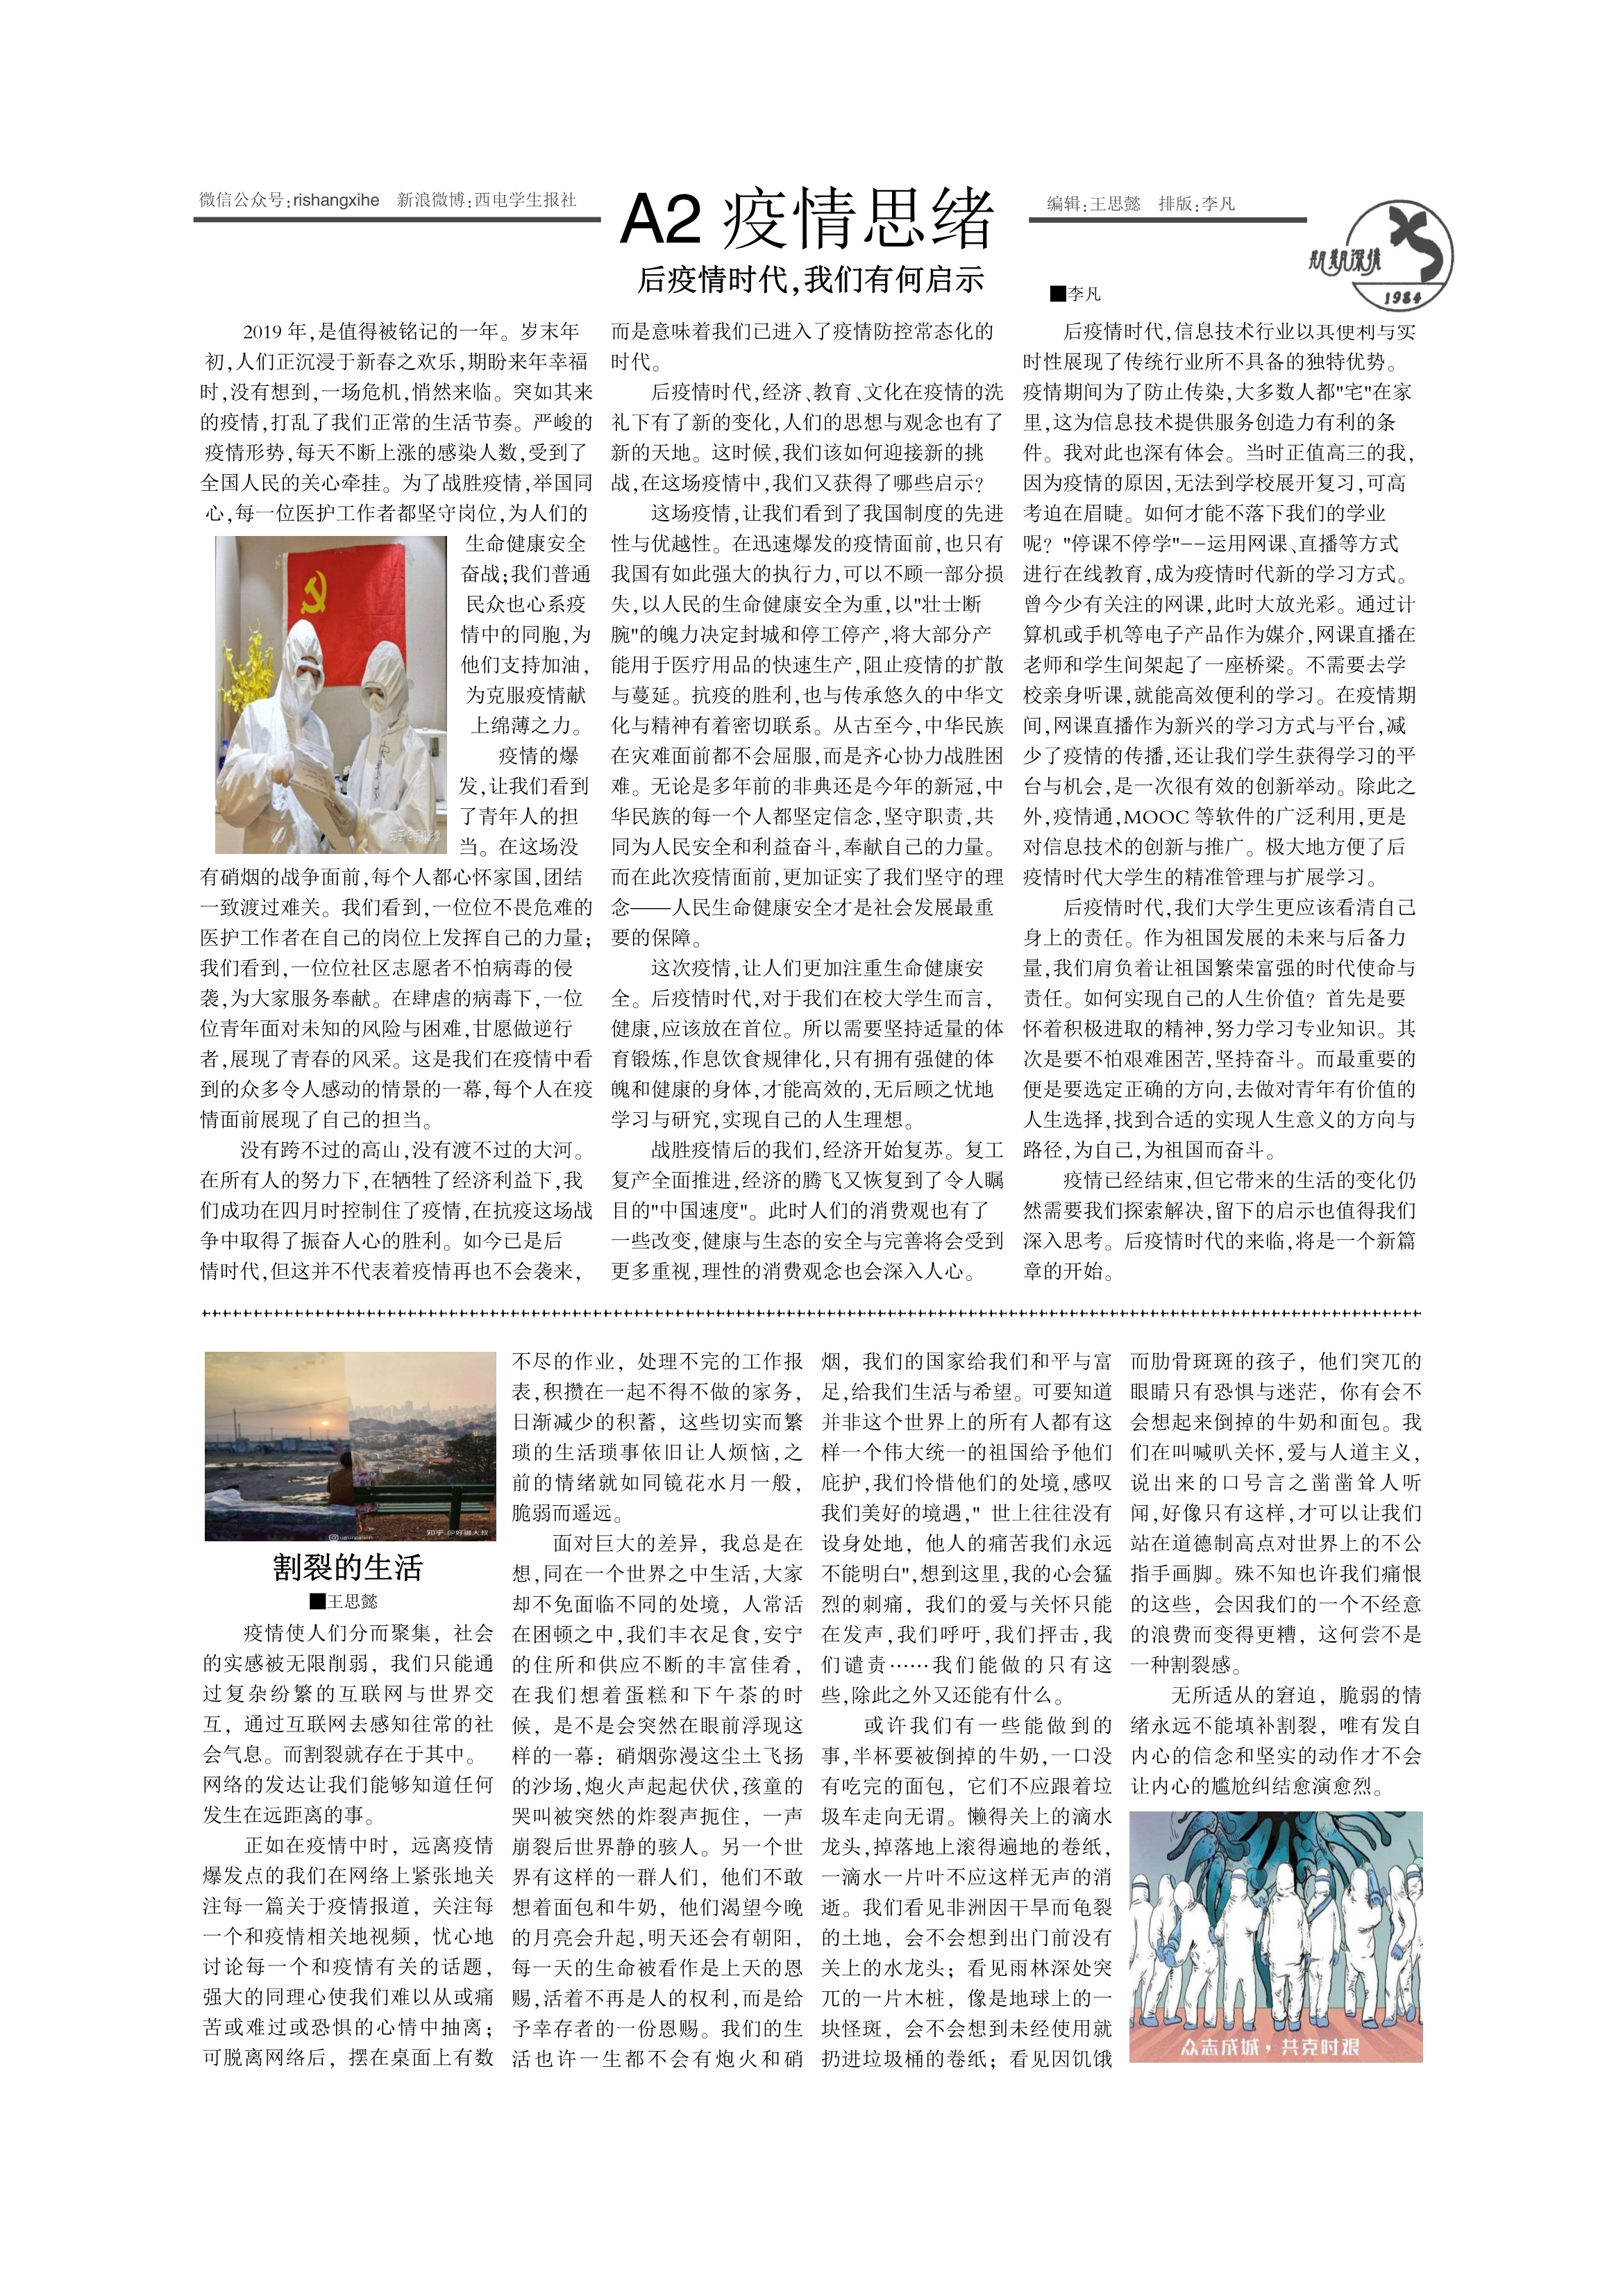 微信公众号:rishangxihe 新浪微博:西电学生报社
A2 疫情思绪
编辑:王思懿 排版:李凡
期期深情
1984
后疫情时代,我们有何启示
■李凡
2019 年,是值得被铭记的一年。岁末年
初,人们正沉浸于新春之欢乐,期盼来年幸福
时,没有想到,一场危机,悄然来临。突如其来
的疫情,打乱了我们正常的生活节奏。严峻的
疫情形势,每天不断上涨的感染人数,受到了
全国人民的关心牵挂。为了战胜疫情,举国同
心,每一位医护工作者都坚守岗位,为人们的
生命健康安全
奋战;我们普通
民众也心系疫
情中的同胞,为
他们支持加油,
为克服疫情献
上绵薄之力。
疫情的爆
发,让我们看到
了青年人的担
当。在这场没
有硝烟的战争面前,每个人都心怀家国,团结
一致渡过难关。我们看到,一位位不畏危难的
医护工作者在自己的岗位上发挥自己的力量;
我们看到,一位位社区志愿者不怕病毒的侵
袭,为大家服务奉献。在肆虐的病毒下,一位
位青年面对未知的风险与困难,甘愿做逆行
者,展现了青春的风采。这是我们在疫情中看
到的众多令人感动的情景的一幕,每个人在疫
情面前展现了自己的担当。
没有跨不过的高山,没有渡不过的大河。
在所有人的努力下,在牺牲了经济利益下,我
们成功在四月时控制住了疫情,在抗疫这场战
争中取得了振奋人心的胜利。如今已是后
情时代,但这并不代表着疫情再也不会袭来,
而是意味着我们已进入了疫情防控常态化的
时代。
后疫情时代,经济、教育、文化在疫情的洗
礼下有了新的变化,人们的思想与观念也有了
新的天地。这时候,我们该如何迎接新的挑
战,在这场疫情中,我们又获得了哪些启示?
这场疫情,让我们看到了我国制度的先进
性与优越性。在迅速爆发的疫情面前,也只有
我国有如此强大的执行力,可以不顾一部分损
失,以人民的生命健康安全为重,以"壮士断
腕"的魄力决定封城和停工停产,将大部分产
能用于医疗用品的快速生产,阻止疫情的扩散
与蔓延。抗疫的胜利,也与传承悠久的中华文
化与精神有着密切联系。从古至今,中华民族
在灾难面前都不会屈服,而是齐心协力战胜困
难。无论是多年前的非典还是今年的新冠,中
华民族的每一个人都坚定信念,坚守职责,共
同为人民安全和利益奋斗,奉献自己的力量。
而在此次疫情面前,更加证实了我们坚守的理
念——人民生命健康安全才是社会发展最重
要的保障。
这次疫情,让人们更加注重生命健康安
全。后疫情时代,对于我们在校大学生而言,
健康,应该放在首位。所以需要坚持适量的体
育锻炼,作息饮食规律化,只有拥有强健的体
魄和健康的身体,才能高效的,无后顾之忧地
学习与研究,实现自己的人生理想。
战胜疫情后的我们,经济开始复苏。复工
复产全面推进,经济的腾飞又恢复到了令人瞩
目的"中国速度"。此时人们的消费观也有了
一些改变,健康与生态的安全与完善将会受到
更多重视,理性的消费观念也会深入人心。
后疫情时代,信息技术行业以其便利与实
时性展现了传统行业所不具备的独特优势。
疫情期间为了防止传染,大多数人都"宅"在家
里,这为信息技术提供服务创造力有利的条
件。我对此也深有体会。当时正值高三的我,
因为疫情的原因,无法到学校展开复习,可高
考迫在眉睫。如何才能不落下我们的学业
呢? "停课不停学"--运用网课、直播等方式
进行在线教育,成为疫情时代新的学习方式。
曾今少有关注的网课,此时大放光彩。通过计
算机或手机等电子产品作为媒介,网课直播在
老师和学生间架起了一座桥梁。不需要去学
校亲身听课,就能高效便利的学习。在疫情期
间,网课直播作为新兴的学习方式与平台,减
少了疫情的传播,还让我们学生获得学习的平
台与机会,是一次很有效的创新举动。除此之
外,疫情通,MOOC 等软件的广泛利用,更是
对信息技术的创新与推广。极大地方便了后
疫情时代大学生的精准管理与扩展学习。
后疫情时代,我们大学生更应该看清自己
身上的责任。作为祖国发展的未来与后备力
量,我们肩负着让祖国繁荣富强的时代使命与
责任。如何实现自己的人生价值? 首先是要
怀着积极进取的精神,努力学习专业知识。其
次是要不怕艰难困苦,坚持奋斗。而最重要的
便是要选定正确的方向,去做对青年有价值的
人生选择,找到合适的实现人生意义的方向与
路径,为自己,为祖国而奋斗。
疫情已经结束,但它带来的生活的变化仍
然需要我们探索解决,留下的启示也值得我们
深入思考。后疫情时代的来临,将是一个新篇
章的开始。
知乎 @好琪大叔
割裂的生活
■王思懿
疫情使人们分而聚集，社会
的实感被无限削弱，我们只能通
过复杂纷繁的互联网与世界交
互，通过互联网去感知往常的社
会气息。而割裂就存在于其中。
网络的发达让我们能够知道任何
发生在远距离的事。
正如在疫情中时，远离疫情
爆发点的我们在网络上紧张地关
注每一篇关于疫情报道，关注每
一个和疫情相关地视频，忧心地
讨论每一个和疫情有关的话题，
强大的同理心使我们难以从或痛
苦或难过或恐惧的心情中抽离；
可脱离网络后，摆在桌面上有数
不尽的作业，处理不完的工作报
表,积攒在一起不得不做的家务，
日渐减少的积蓄，这些切实而繁
琐的生活琐事依旧让人烦恼,之
前的情绪就如同镜花水月一般，
脆弱而遥远。
面对巨大的差异，我总是在
想,同在一个世界之中生活,大家
却不免面临不同的处境，人常活
在困顿之中,我们丰衣足食,安宁
的住所和供应不断的丰富佳肴，
在我们想着蛋糕和下午茶的时
候，是不是会突然在眼前浮现这
样的一幕：硝烟弥漫这尘土飞扬
的沙场,炮火声起起伏伏,孩童的
哭叫被突然的炸裂声扼住，一声
崩裂后世界静的骇人。另一个世
界有这样的一群人们，他们不敢
想着面包和牛奶，他们渴望今晚
的月亮会升起,明天还会有朝阳，
每一天的生命被看作是上天的恩
赐,活着不再是人的权利,而是给
予幸存者的一份恩赐。我们的生
活也许一生都不会有炮火和硝
烟，我们的国家给我们和平与富
足,给我们生活与希望。可要知道
并非这个世界上的所有人都有这
样一个伟大统一的祖国给予他们
庇护,我们怜惜他们的处境,感叹
我们美好的境遇," 世上往往没有
设身处地，他人的痛苦我们永远
不能明白",想到这里,我的心会猛
烈的刺痛，我们的爱与关怀只能
在发声,我们呼吁,我们抨击,我
们谴责……我们能做的只有这
些,除此之外又还能有什么。
或许我们有一些能做到的
事,半杯要被倒掉的牛奶,一口没
有吃完的面包，它们不应跟着垃
圾车走向无谓。懒得关上的滴水
龙头,掉落地上滚得遍地的卷纸,
一滴水一片叶不应这样无声的消
逝。我们看见非洲因干旱而龟裂
的土地，会不会想到出门前没有
关上的水龙头；看见雨林深处突
兀的一片木桩，像是地球上的一
块怪斑，会不会想到未经使用就
扔进垃圾桶的卷纸；看见因饥饿
而肋骨斑斑的孩子，他们突兀的
眼睛只有恐惧与迷茫，你有会不
会想起来倒掉的牛奶和面包。我
们在叫喊叭关怀,爱与人道主义,
说出来的口号言之凿凿耸人听
闻,好像只有这样,才可以让我们
站在道德制高点对世界上的不公
指手画脚。殊不知也许我们痛恨
的这些，会因我们的一个不经意
的浪费而变得更糟，这何尝不是
一种割裂感。
无所适从的窘迫，脆弱的情
绪永远不能填补割裂，唯有发自
内心的信念和坚实的动作才不会
让内心的尴尬纠结愈演愈烈。
众志成城，共克时艰